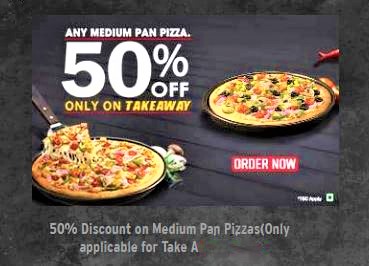 ANY MEDIUM PAN PIZZA.
50% OFF
ONLY ON TAKEAWAY
ORDER NOW
*T&C Apply
50% Discount on Medium Pan Pizzas(Only
applicable for Take A